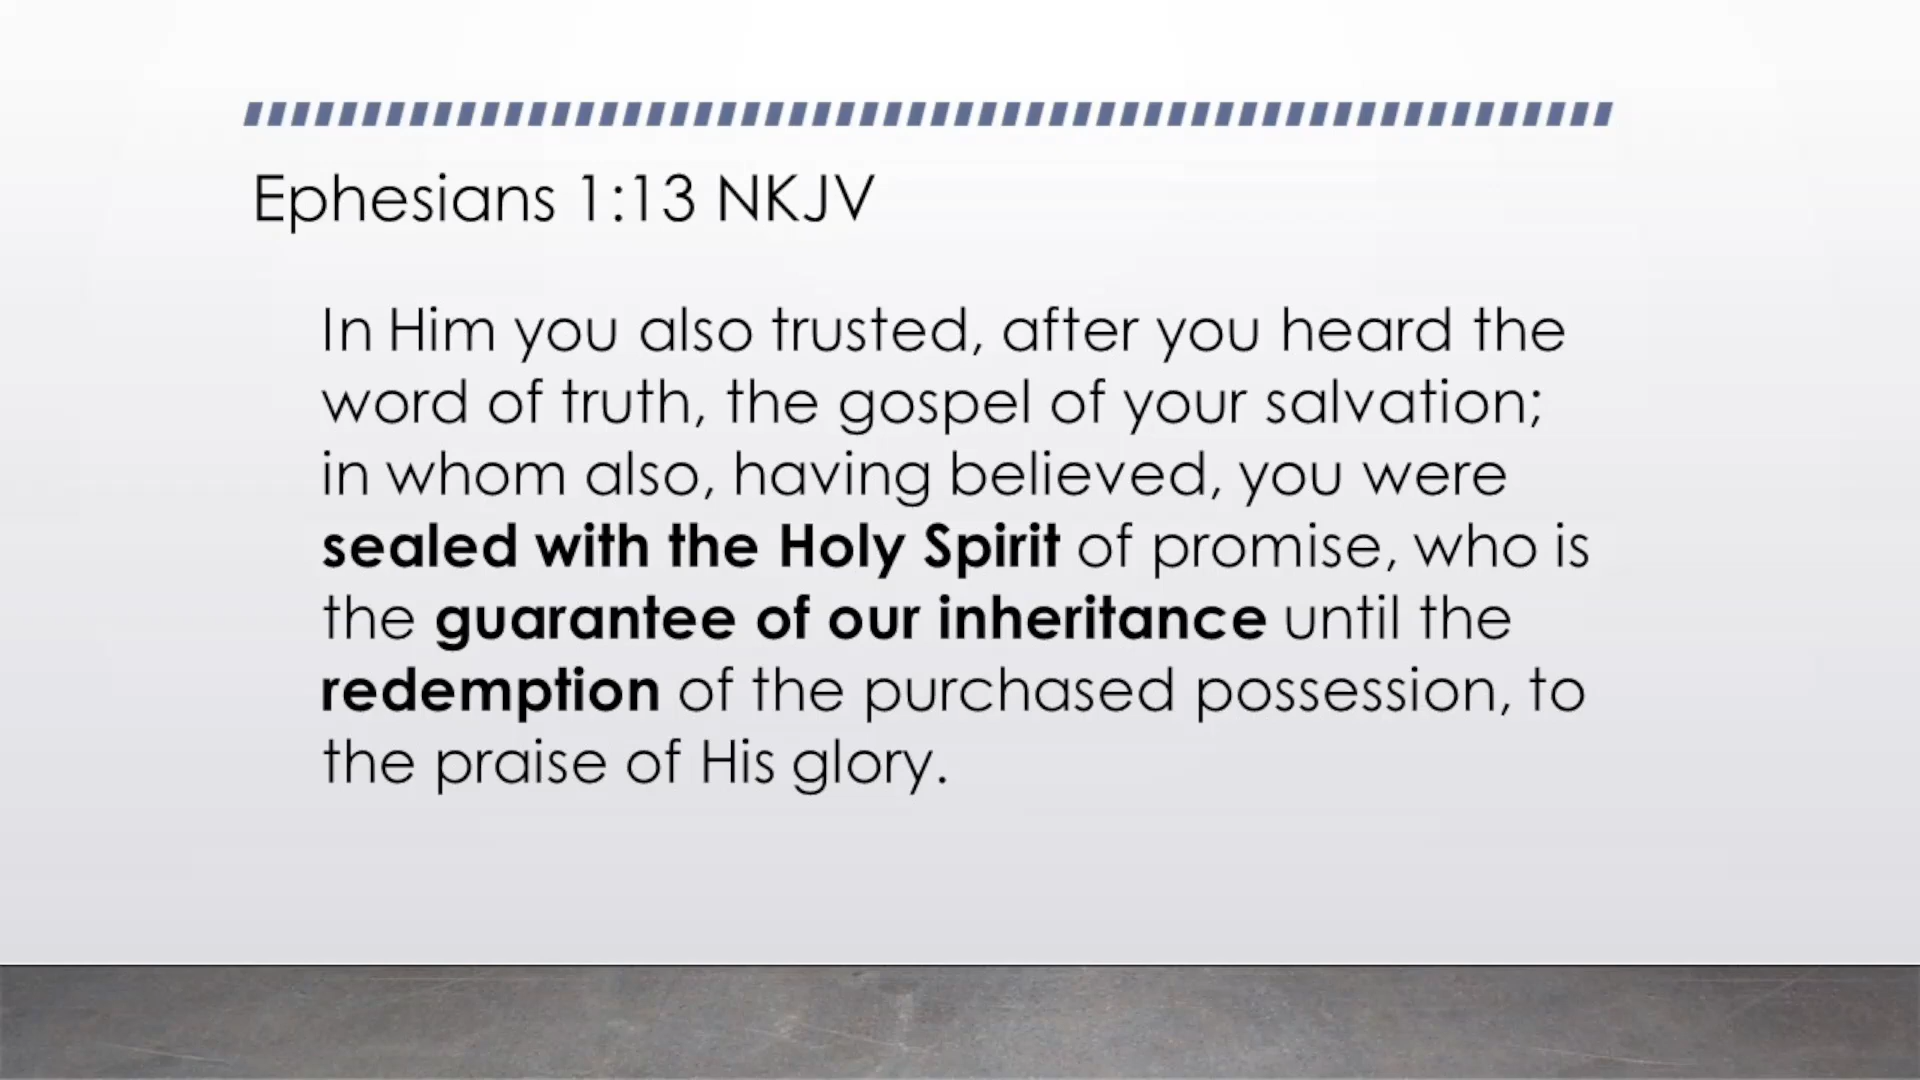 Ephesians 1:13 NKJV
In Him you also trusted, after you heard the
word of truth, the gospel of your salvation;
in whom also, having believed, you were
sealed with the Holy Spirit of promise, who is
the guarantee of our inheritance until the
redemption of the purchased possession, to
the praise of His glory.